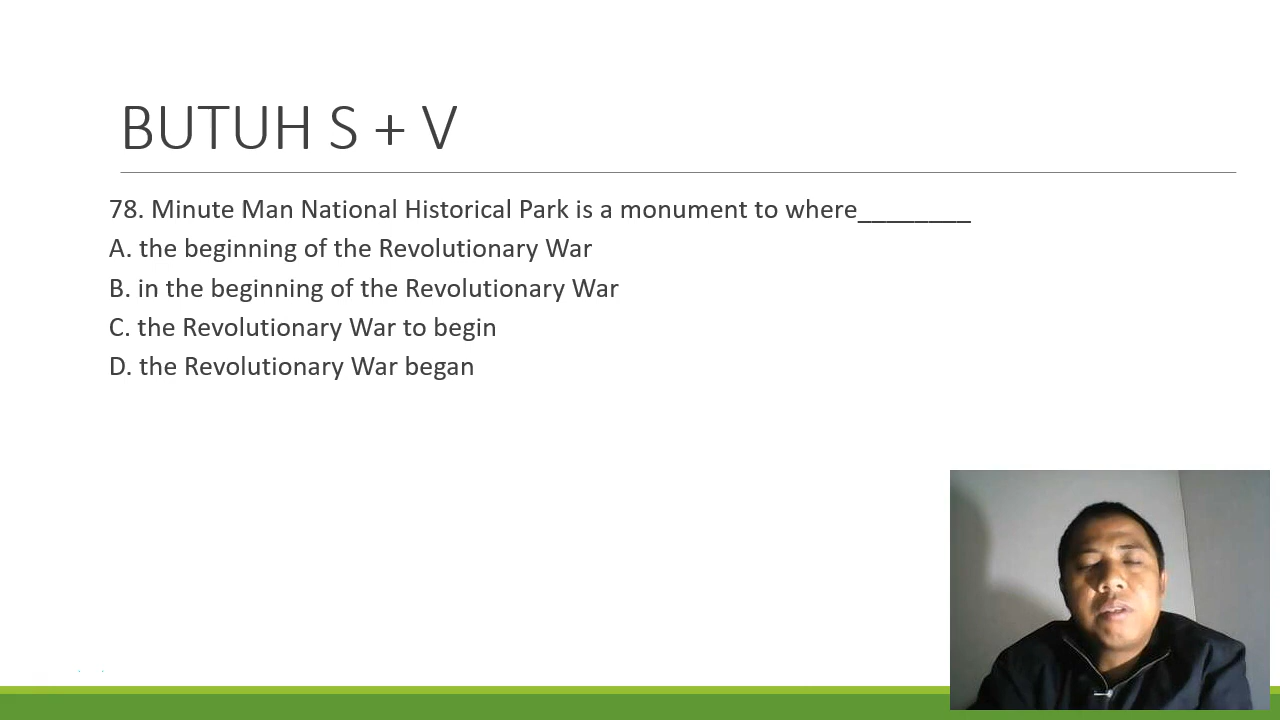 BUTUH S + V
78. Minute Man National Historical Park is a monument to where________
A. the beginning of the Revolutionary War
B. in the beginning of the Revolutionary War
C. the Revolutionary War to begin
D. the Revolutionary War began